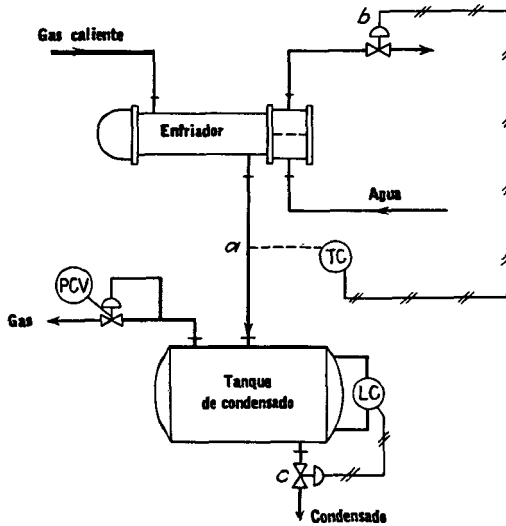 b
Gas caliente
Enfriador
Agua
a
TC
PCV
Gas
Tanque
de condensado
LC
c
Condensado